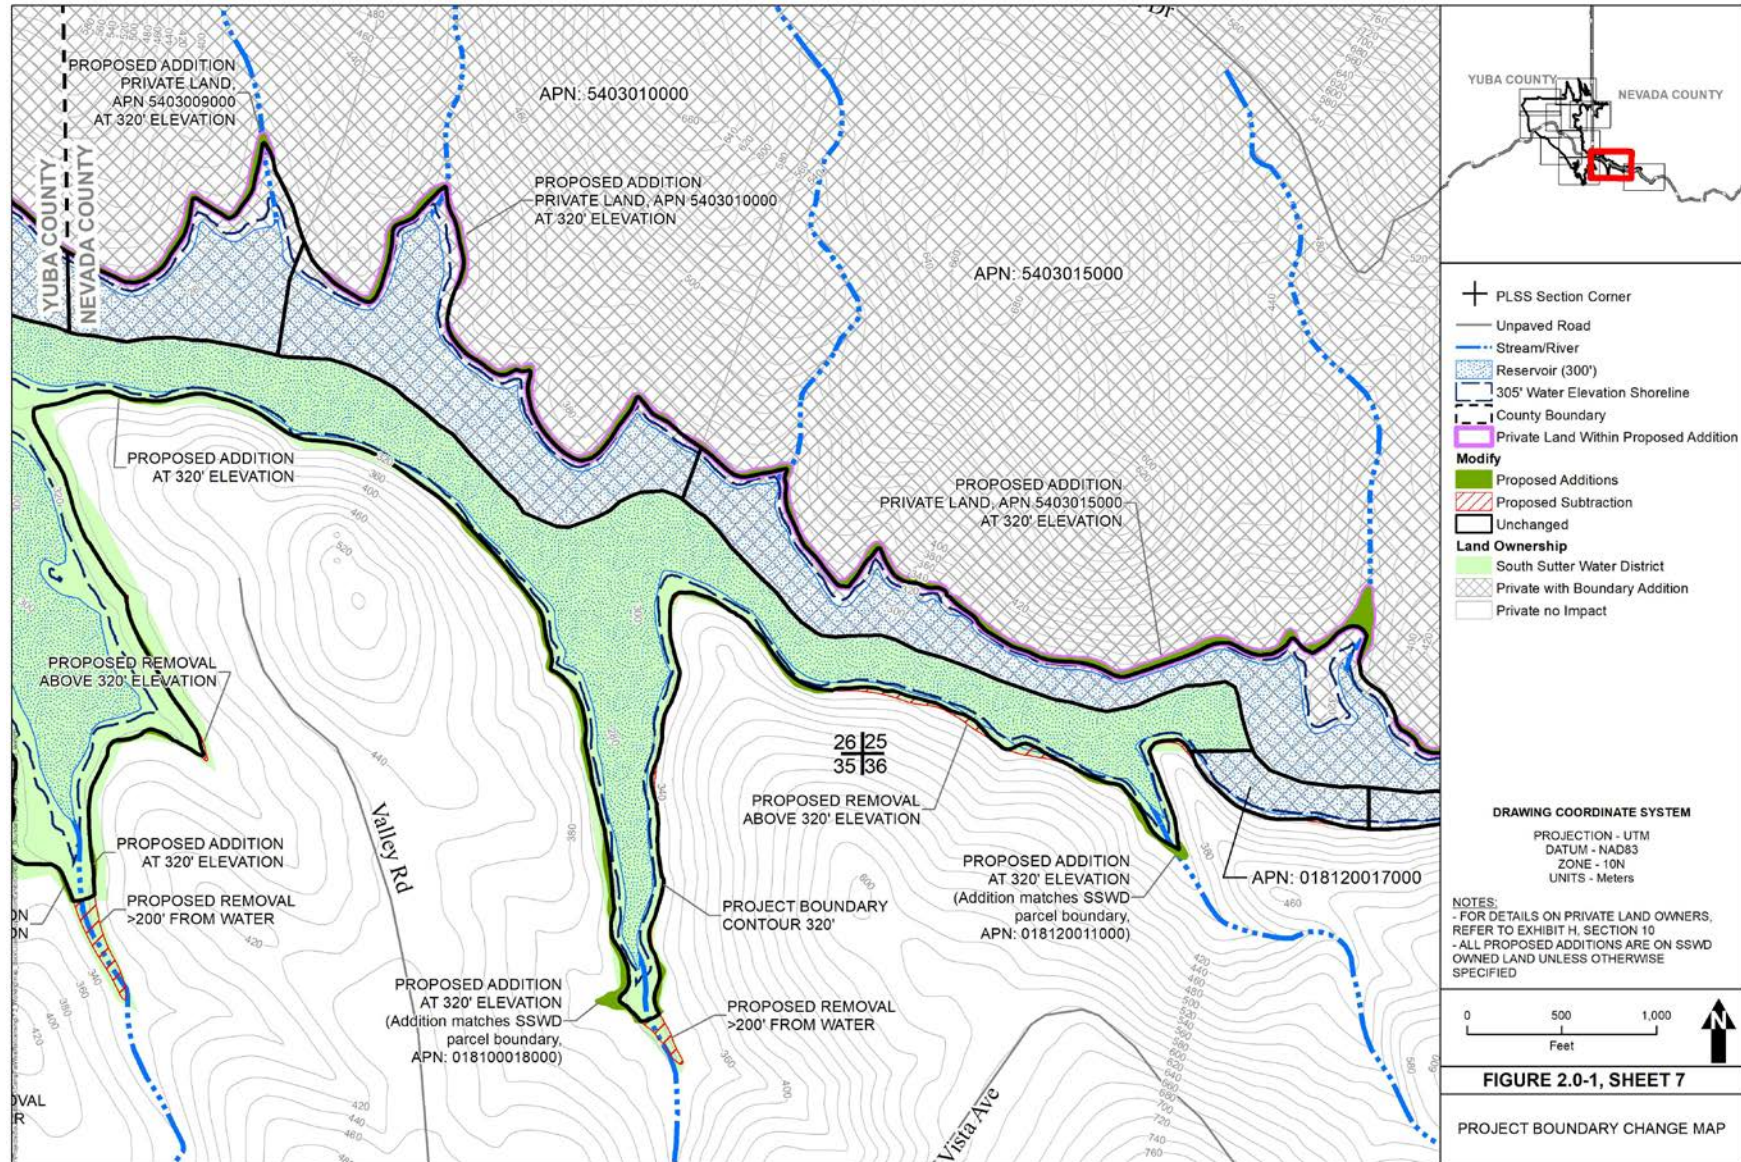 PROPOSED ADDITION
PRIVATE LAND,
APN 5403009000
AT 320' ELEVATION
YUBA COUNTY
NEVADA COUNTY
APN: 5403010000
PROPOSED ADDITION
PRIVATE LAND, APN 5403010000
AT 320' ELEVATION
Dr
APN: 5403015000
PROPOSED ADDITION
AT 320' ELEVATION
PROPOSED ADDITION
PRIVATE LAND, APN 5403015000
AT 320' ELEVATION
PROPOSED REMOVAL
ABOVE 320' ELEVATION
26 25
35 36
PROPOSED REMOVAL
ABOVE 320' ELEVATION
Valley Rd
PROPOSED ADDITION
AT 320' ELEVATION
PROPOSED REMOVAL
>200' FROM WATER
ON
ON
PROJECT BOUNDARY
CONTOUR 320'
PROPOSED ADDITION
AT 320' ELEVATION
(Addition matches SSWD
parcel boundary,
APN: 018120011000)
APN: 018120017000
PROPOSED ADDITION
AT 320' ELEVATION
(Addition matches SSWD
parcel boundary,
APN: 018100018000)
PROPOSED REMOVAL
>200' FROM WATER
OVAL
R
Vista Ave
YUBA COUNTY
NEVADA COUNTY
PLSS Section Corner
Unpaved Road
Stream/River
Reservoir (300')
305' Water Elevation Shoreline
County Boundary
Private Land Within Proposed Addition
Modify
Proposed Additions
Proposed Subtraction
Unchanged
Land Ownership
South Sutter Water District
Private with Boundary Addition
Private no Impact
DRAWING COORDINATE SYSTEM
PROJECTION - UTM
DATUM - NAD83
ZONE - 10N
UNITS - Meters
NOTES:
- FOR DETAILS ON PRIVATE LAND OWNERS,
REFER TO EXHIBIT H, SECTION 10
- ALL PROPOSED ADDITIONS ARE ON SSWD
OWNED LAND UNLESS OTHERWISE
SPECIFIED
0 500 1,000
Feet
N
FIGURE 2.0-1, SHEET 7
PROJECT BOUNDARY CHANGE MAP